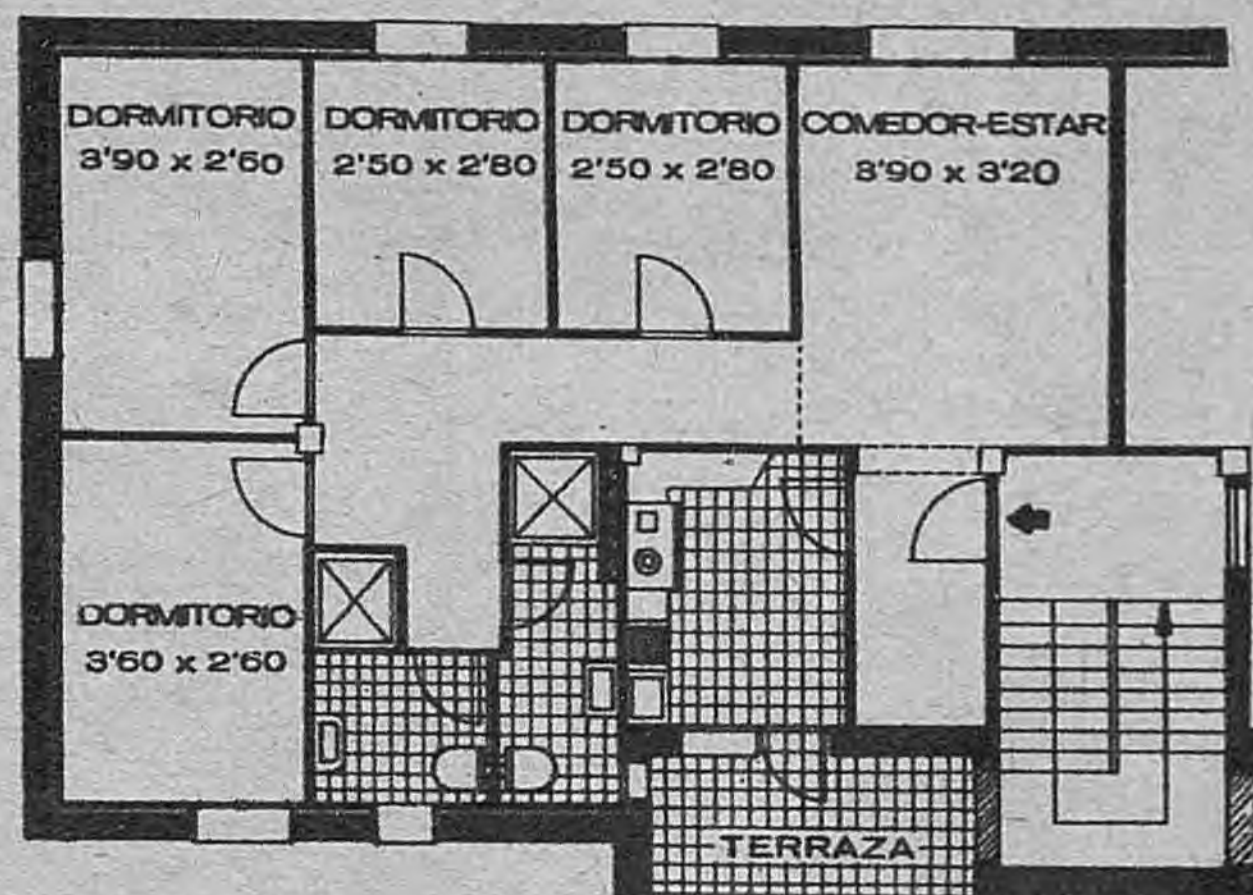 DORMITORIO
3'90 x 2'60
DORMITORIO
2'50 x 2'80
DORMITORIO
2'50 x 2'80
COMEDOR-ESTAR
3'90 x 3'20
DORMITORIO
3'60 x 2'60
TERRAZA